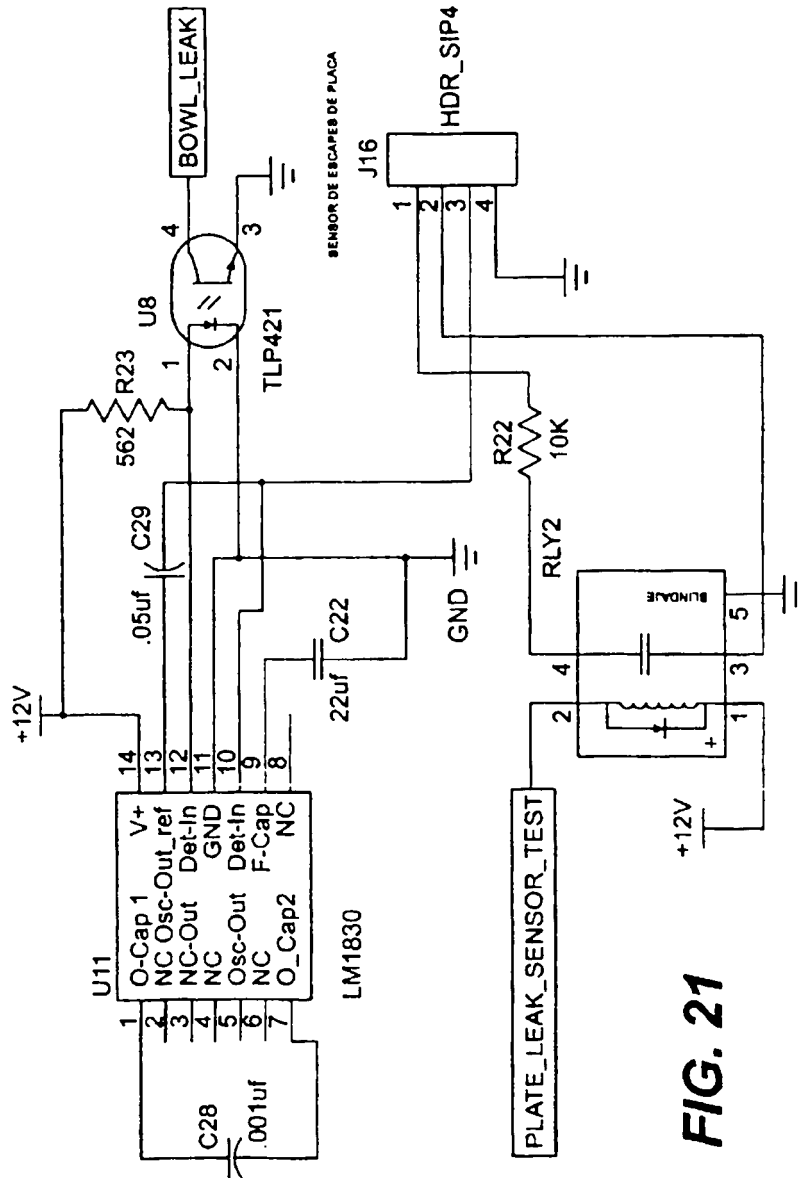 +12V
R23
562
BOWL_LEAK
U8
1
2
4
3
TLP421
SENSOR DE ESCAPES DE PLACA
U11
1
2
3
4
5
6
7
O-Cap 1
NC
NC-Out
NC
Osc-Out
NC
O_Cap2
V+
Osc-Out_ref
Det-In
GND
Det-In
F-Cap
NC
14
13
12
11
10
9
8
LM1830
C28
.001uf
C29
.05uf
C22
22uf
GND
J16
HDR_SIP4
1
2
3
4
R22
10K
RLY2
PLATE_LEAK_SENSOR_TEST
2
4
BLINDAJE
+
1
3
5
+12V
FIG. 21